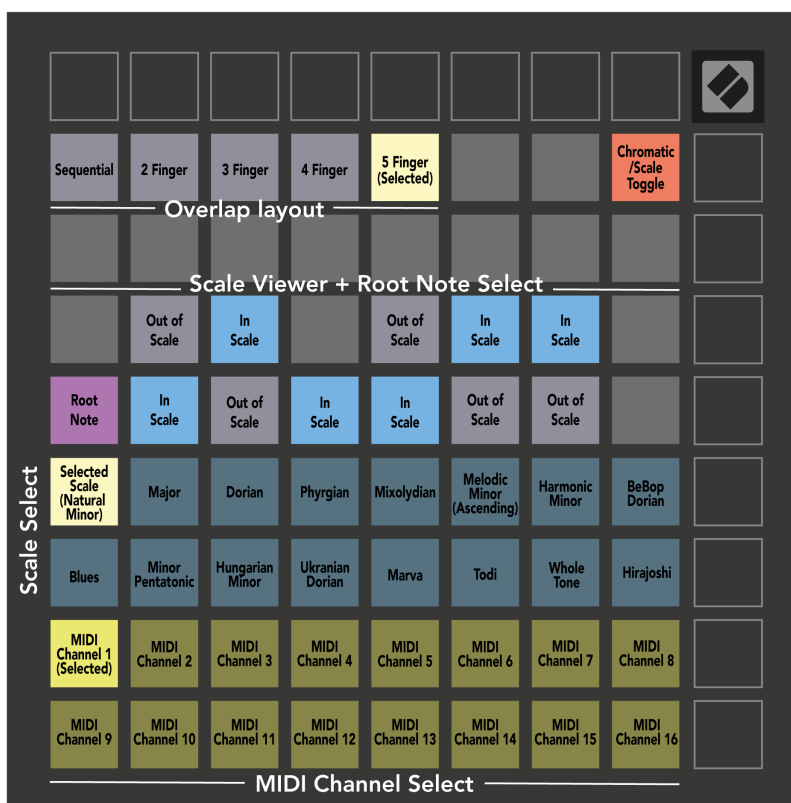 Sequential
2 Finger
3 Finger
4 Finger
5 Finger
(Selected)
Chromatic
/Scale
Toggle
Overlap layout
Scale Viewer + Root Note Select
Out of
Scale
In
Scale
Out of
Scale
In
Scale
In
Scale
Root
Note
In
Scale
Out of
Scale
In
Scale
In
Scale
Out of
Scale
Out of
Scale
Scale Select
Selected
Scale
(Natural
Minor)
Major
Dorian
Phyrgian
Mixolydian
Melodic
Minor
(Ascending)
Harmonic
Minor
BeBop
Dorian
Blues
Minor
Pentatonic
Hungarian
Minor
Ukranian
Dorian
Marva
Todi
Whole
Tone
Hirajoshi
MIDI
Channel 1
(Selected)
MIDI
Channel 2
MIDI
Channel 3
MIDI
Channel 4
MIDI
Channel 5
MIDI
Channel 6
MIDI
Channel 7
MIDI
Channel 8
MIDI
Channel 9
MIDI
Channel 10
MIDI
Channel 11
MIDI
Channel 12
MIDI
Channel 13
MIDI
Channel 14
MIDI
Channel 15
MIDI
Channel 16
MIDI Channel Select